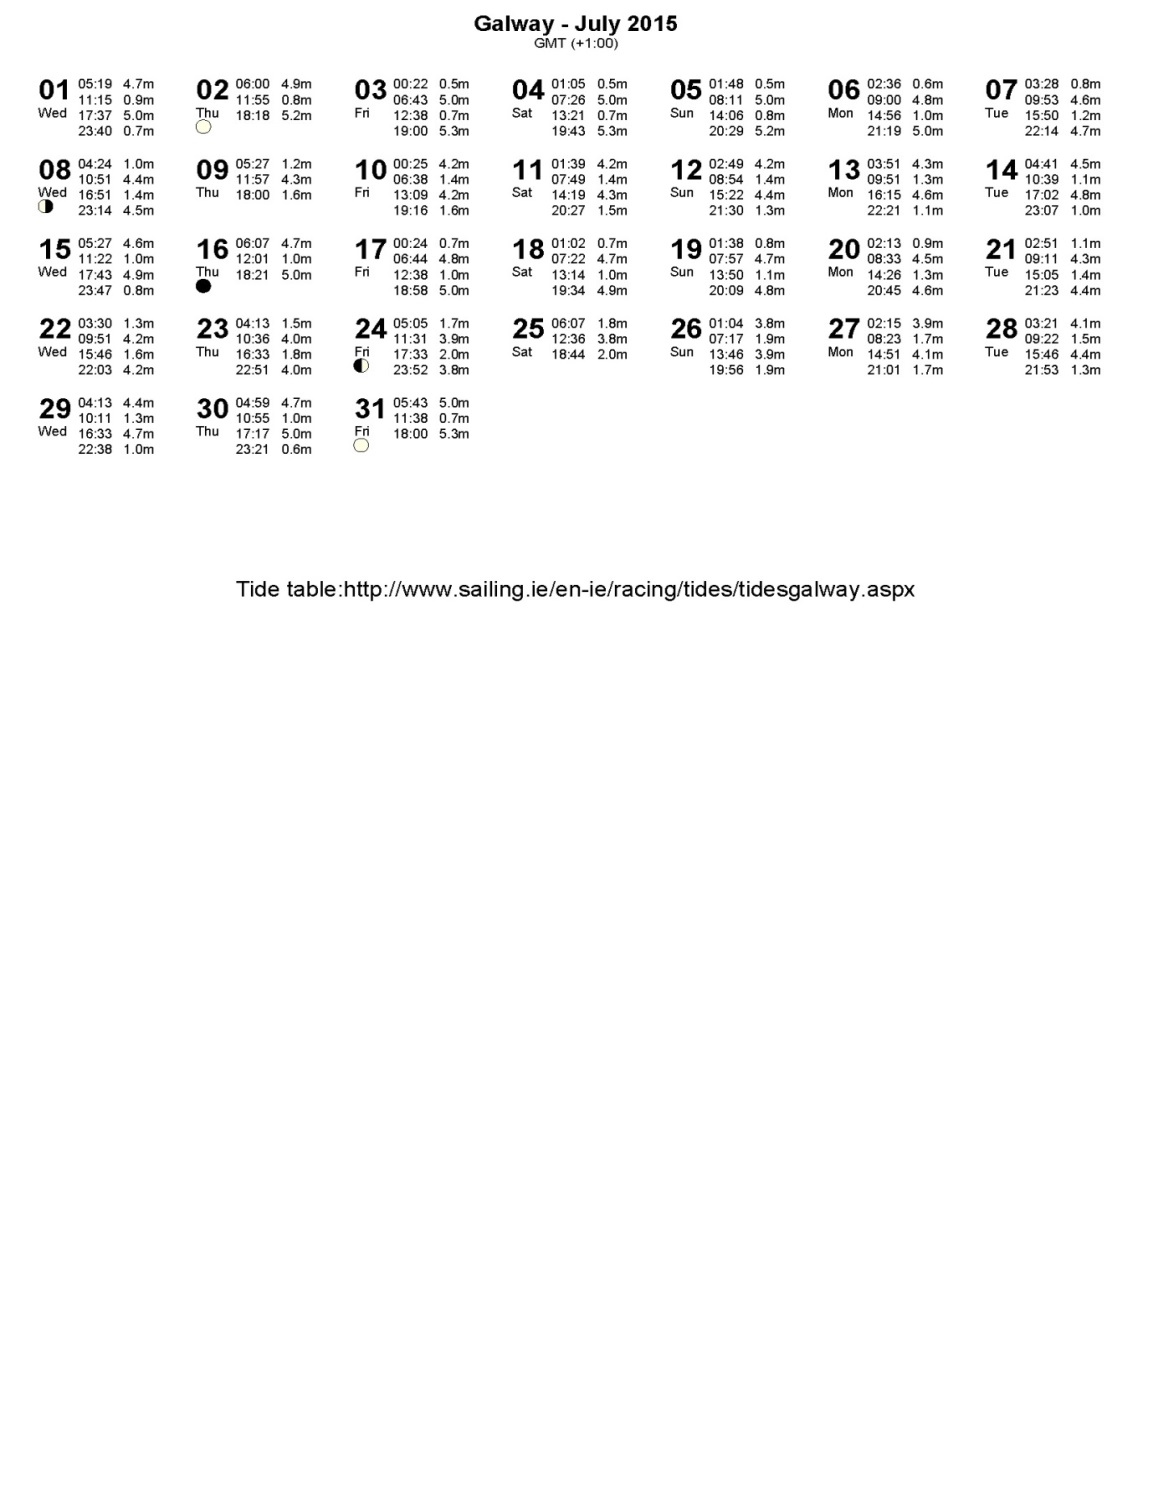 Galway - July 2015
GMT (+1:00)
01 Wed 05:19 4.7m 11:15 0.9m 17:37 5.0m 23:40 0.7m
02 Thu 06:00 4.9m 11:55 0.8m 18:18 5.2m
03 Fri 00:22 0.5m 06:43 5.0m 12:38 0.7m 19:00 5.3m
04 Sat 01:05 0.5m 07:26 5.0m 13:21 0.7m 19:43 5.3m
05 Sun 01:48 0.5m 08:11 5.0m 14:06 0.8m 20:29 5.2m
06 Mon 02:36 0.6m 09:00 4.8m 14:56 1.0m 21:19 5.0m
07 Tue 03:28 0.8m 09:53 4.6m 15:50 1.2m 22:14 4.7m
08 Wed 04:24 1.0m 10:51 4.4m 16:51 1.4m 23:14 4.5m
09 Thu 05:27 1.2m 11:57 4.3m 18:00 1.6m
10 Fri 00:25 4.2m 06:38 1.4m 13:09 4.2m 19:16 1.6m
11 Sat 01:39 4.2m 07:49 1.4m 14:19 4.3m 20:27 1.5m
12 Sun 02:49 4.2m 08:54 1.4m 15:22 4.4m 21:30 1.3m
13 Mon 03:51 4.3m 09:51 1.3m 16:15 4.6m 22:21 1.1m
14 Tue 04:41 4.5m 10:39 1.1m 17:02 4.8m 23:07 1.0m
15 Wed 05:27 4.6m 11:22 1.0m 17:43 4.9m 23:47 0.8m
16 Thu 06:07 4.7m 12:01 1.0m 18:21 5.0m
17 Fri 00:24 0.7m 06:44 4.8m 12:38 1.0m 18:58 5.0m
18 Sat 01:02 0.7m 07:22 4.7m 13:14 1.0m 19:34 4.9m
19 Sun 01:38 0.8m 07:57 4.7m 13:50 1.1m 20:09 4.8m
20 Mon 02:13 0.9m 08:33 4.5m 14:26 1.3m 20:45 4.6m
21 Tue 02:51 1.1m 09:11 4.3m 15:05 1.4m 21:23 4.4m
22 Wed 03:30 1.3m 09:51 4.2m 15:46 1.6m 22:03 4.2m
23 Thu 04:13 1.5m 10:36 4.0m 16:33 1.8m 22:51 4.0m
24 Fri 05:05 1.7m 11:31 3.9m 17:33 2.0m 23:52 3.8m
25 Sat 06:07 1.8m 12:36 3.8m 18:44 2.0m
26 Sun 01:04 3.8m 07:17 1.9m 13:46 3.9m 19:56 1.9m
27 Mon 02:15 3.9m 08:23 1.7m 14:51 4.1m 21:01 1.7m
28 Tue 03:21 4.1m 09:22 1.5m 15:46 4.4m 21:53 1.3m
29 Wed 04:13 4.4m 10:11 1.3m 16:33 4.7m 22:38 1.0m
30 Thu 04:59 4.7m 10:55 1.0m 17:17 5.0m 23:21 0.6m
31 Fri 05:43 5.0m 11:38 0.7m 18:00 5.3m
Tide table:http://www.sailing.ie/en-ie/racing/tides/tidesgalway.aspx